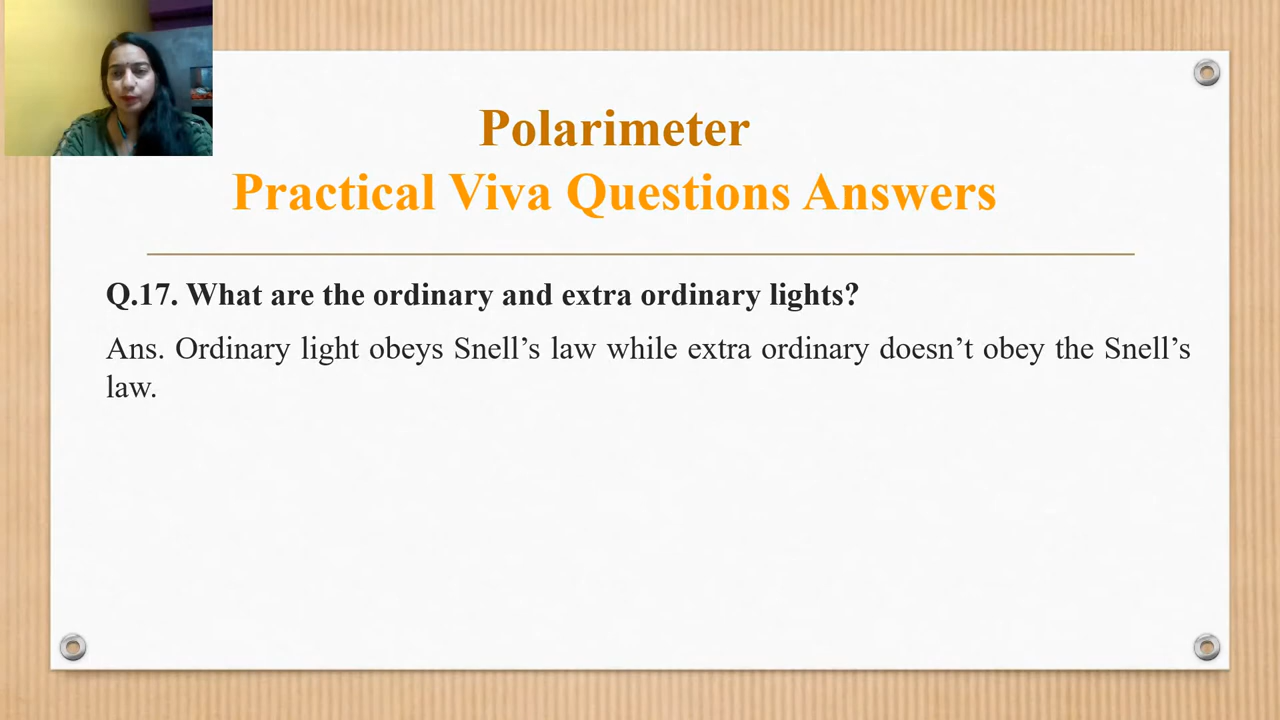 Polarimeter
Practical Viva Questions Answers
Q.17. What are the ordinary and extra ordinary lights?
Ans. Ordinary light obeys Snell’s law while extra ordinary doesn’t obey the Snell’s
law.